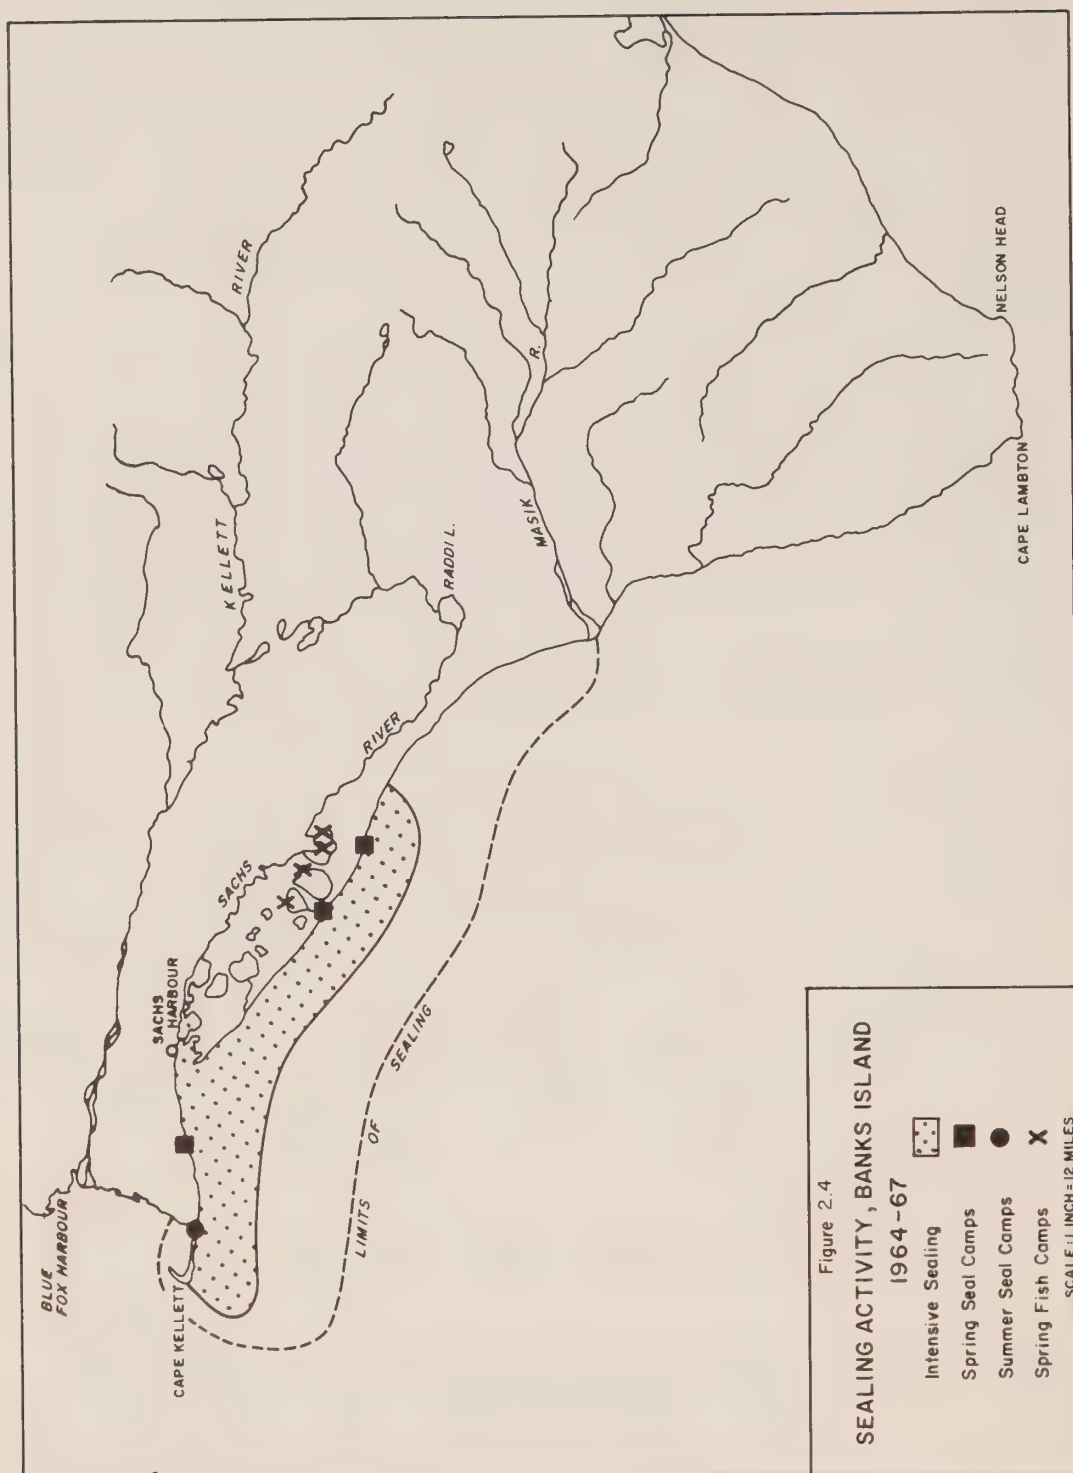 BLUE
FOX HARBOUR
CAPE KELLETT
SACHS
HARBOUR
SACHS
RIVER
KELLETT
RIVER
RADDI L.
MASIK
R.
LIMITS
OF
SEALING
CAPE LAMBTON
NELSON HEAD
Figure 2.4
SEALING ACTIVITY, BANKS ISLAND
1964-67
Intensive Sealing
Spring Seal Camps
Summer Seal Camps
Spring Fish Camps
SCALE: 1 INCH = 12 MILES